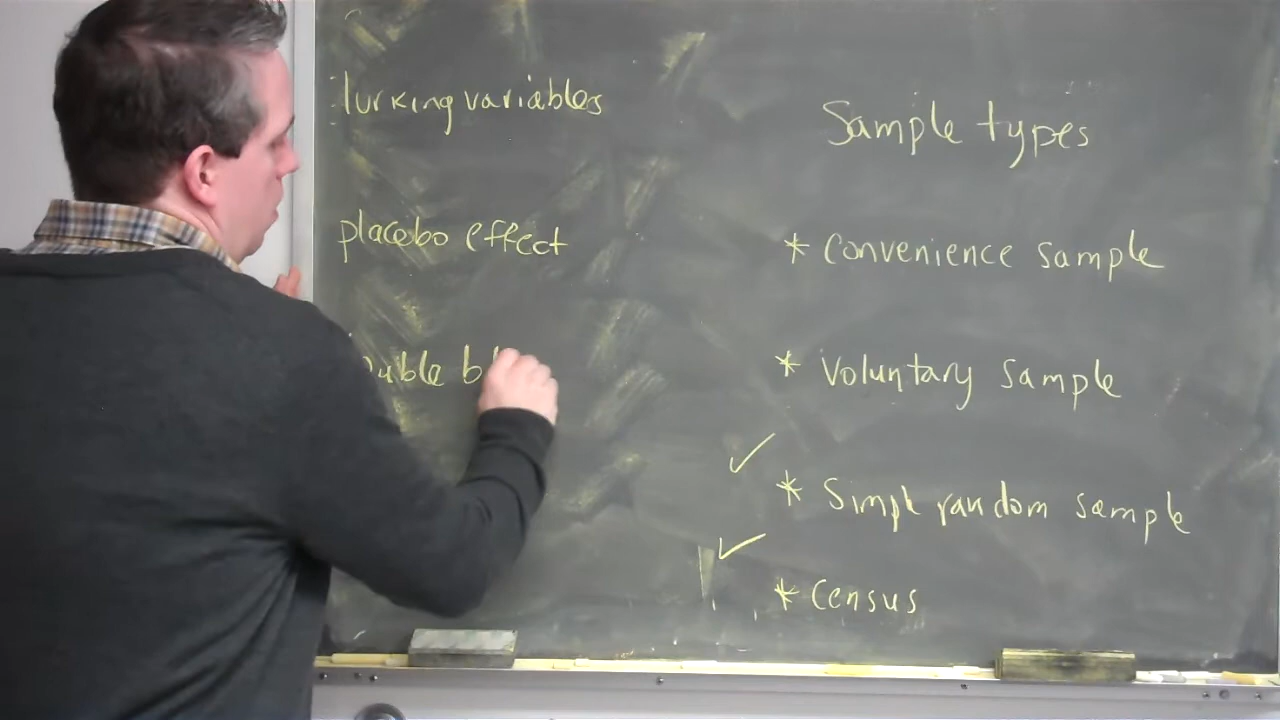 lurking variables
placebo effect
Sample types
* Convenience sample
* Voluntary sample
✓ * Simple random sample
✓ * Census